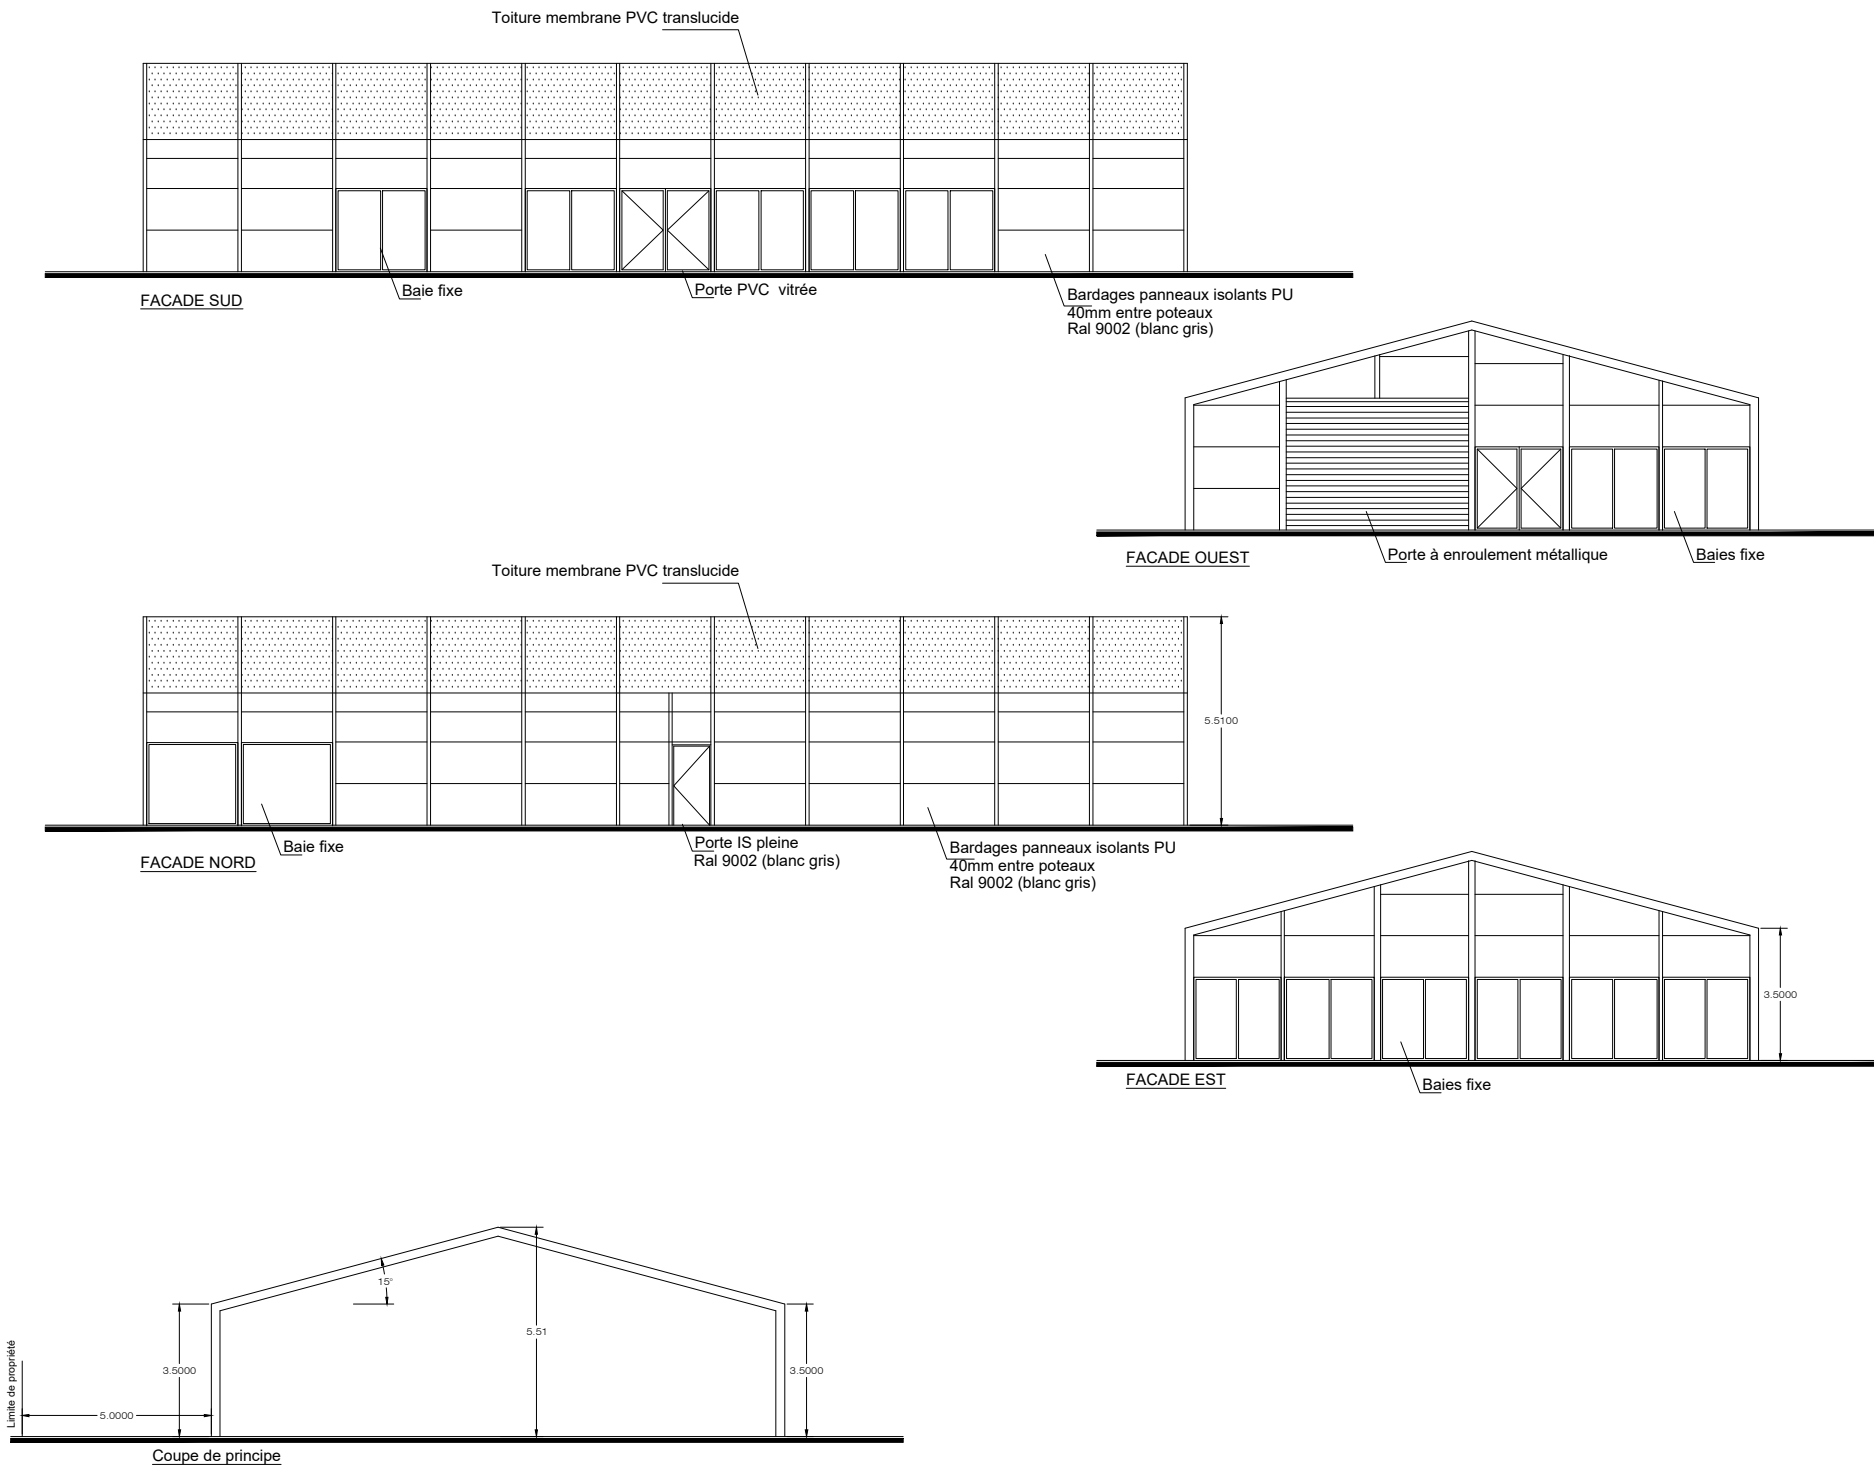 Toiture membrane PVC translucide
Baie fixe
Porte PVC vitrée
FACADE SUD
Bardages panneaux isolants PU
40mm entre poteaux
Ral 9002 (blanc gris)
FACADE OUEST
Porte à enroulement métallique
Baies fixe
Toiture membrane PVC translucide
5.5100
Baie fixe
Porte IS pleine
Ral 9002 (blanc gris)
FACADE NORD
Bardages panneaux isolants PU
40mm entre poteaux
Ral 9002 (blanc gris)
3.5000
FACADE EST
Baies fixe
15°
5.51
3.5000
3.5000
Limite de propriété
5.0000
Coupe de principe